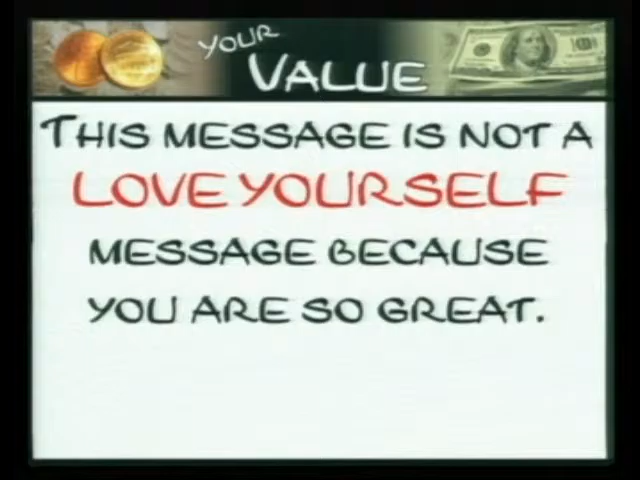 YOUR
VALUE
THIS MESSAGE IS NOT A
LOVE YOURSELF
MESSAGE BECAUSE
YOU ARE SO GREAT.